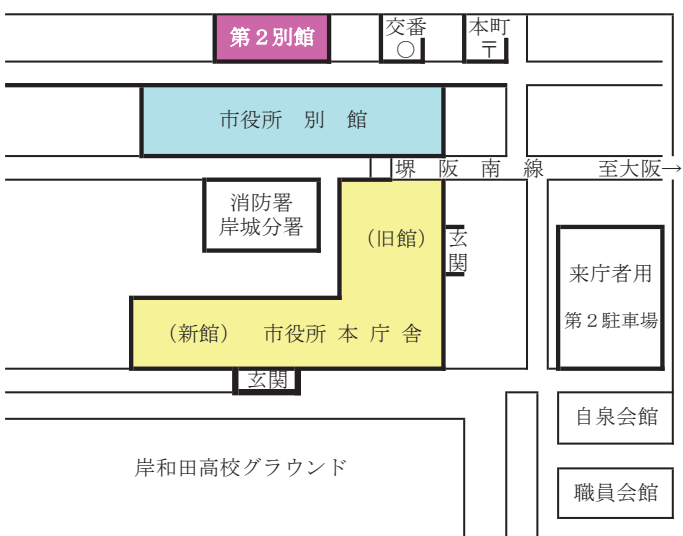 第２別館
交番
○
本町
〒
市役所 別 館
堺 阪 南 線 至大阪→
消防署
岸城分署
（旧館）
玄
関
来庁者用
第２駐車場
（新館） 市役所 本 庁 舎
玄関
自泉会館
岸和田高校グラウンド
職員会館